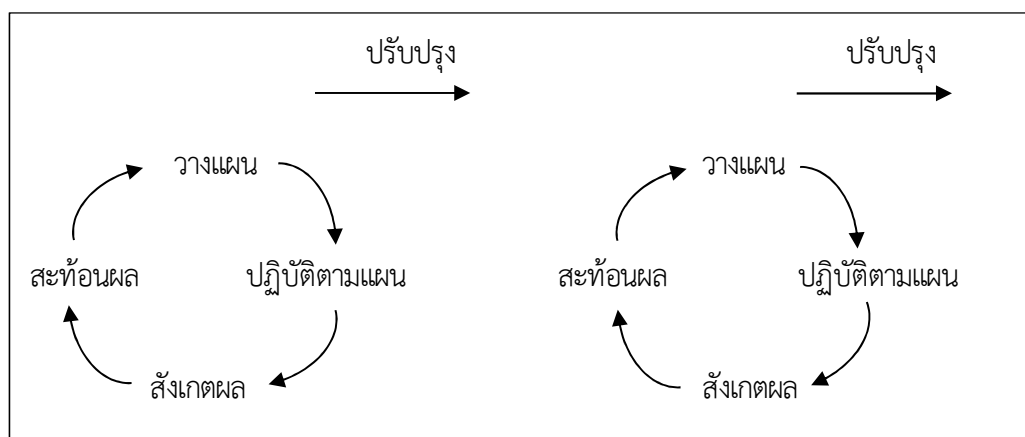 ปรับปรุง
ปรับปรุง
วางแผน
วางแผน
สะท้อนผล
ปฏิบัติตามแผน
สะท้อนผล
ปฏิบัติตามแผน
สังเกตผล
สังเกตผล